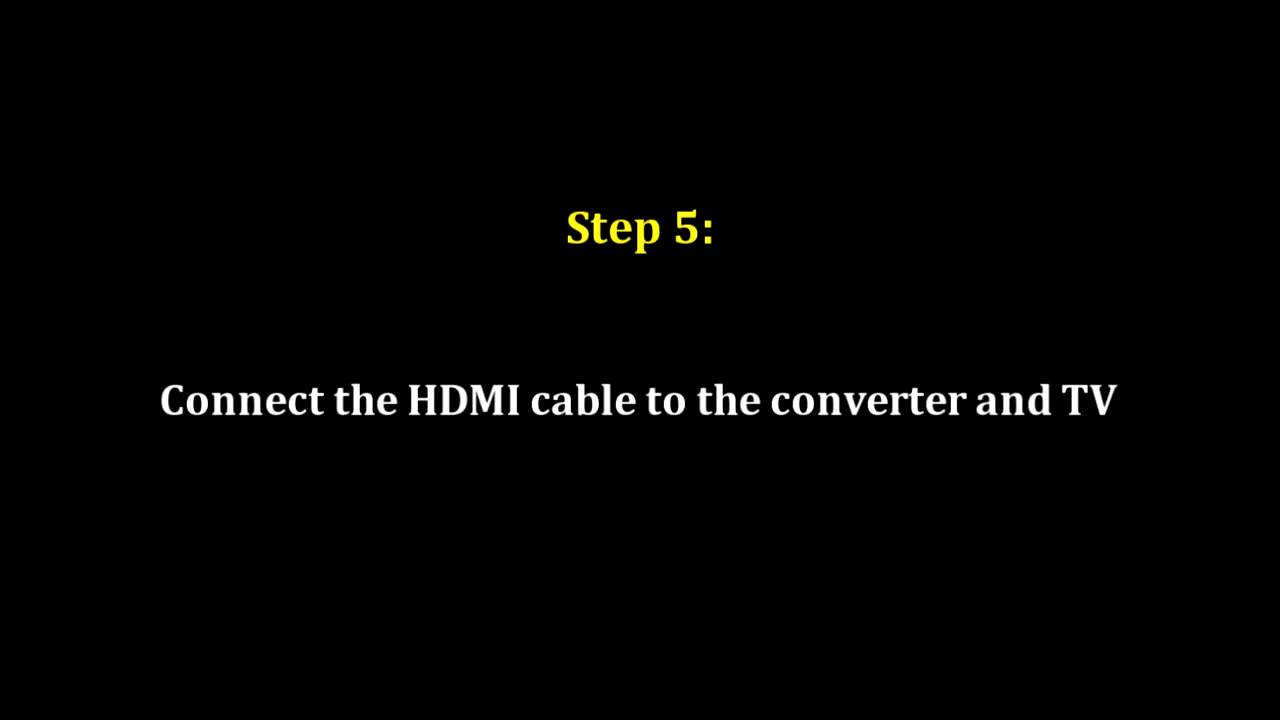 Step 5:
Connect the HDMI cable to the converter and TV